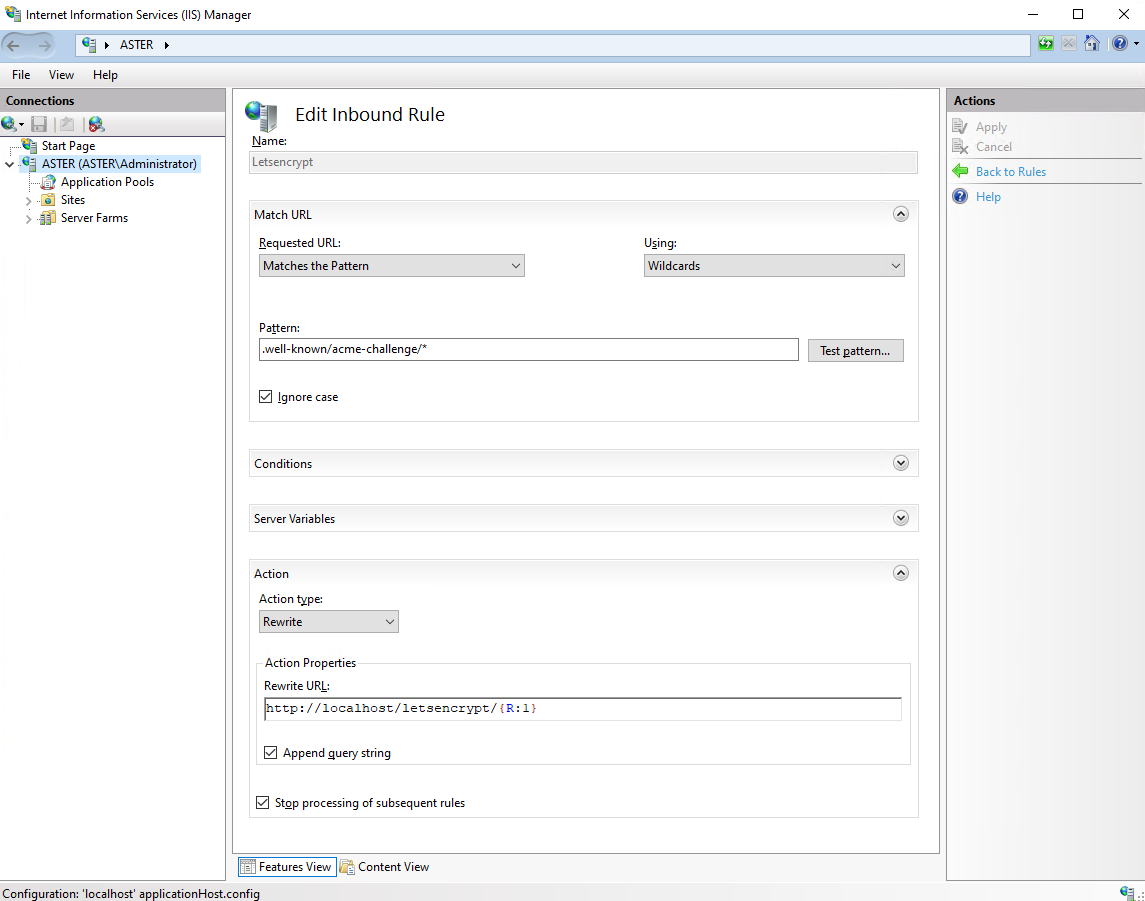 Internet Information Services (IIS) Manager
ASTER
File View Help
Connections
Start Page
ASTER (ASTER\Administrator)
Application Pools
Sites
Server Farms
Edit Inbound Rule
Name:
Letsencrypt
Match URL
Requested URL:
Using:
Matches the Pattern
Wildcards
Pattern:
.well-known/acme-challenge/*
Test pattern...
Ignore case
Conditions
Server Variables
Action
Action type:
Rewrite
Action Properties
Rewrite URL:
http://localhost/letsencrypt/{R:1}
Append query string
Stop processing of subsequent rules
Features View
Content View
Actions
Apply
Cancel
Back to Rules
Help
Configuration: 'localhost' applicationHost.config